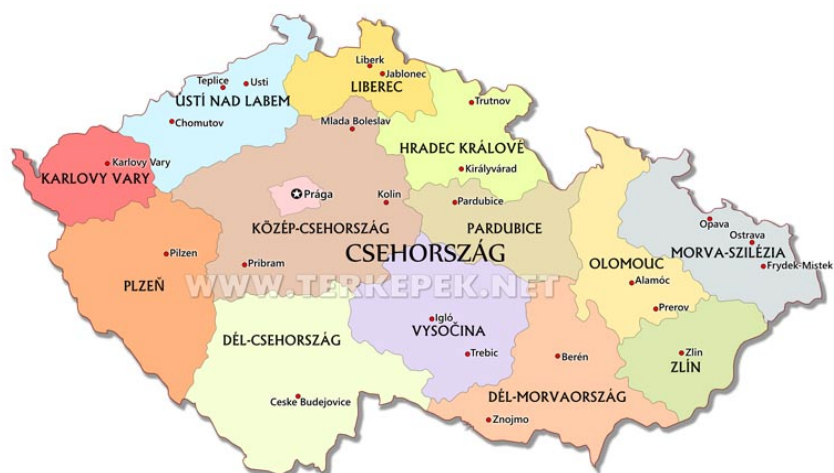 Liberk
Jablonec
LIBEREC
Teplice
Usti
ÚSTÍ NAD LABEM
Chomutov
Trutnov
Mlada Boleslav
HRADEC KRÁLOVÉ
Karlovy Vary
KARLOVY VARY
Királyvárad
Prága
Kolin
Pardubice
KÖZÉP-CSEHORSZÁG
PARDUBICE
Opava
Ostrava
MORVA-SZILÉZIA
Frydek-Mistek
CSEHORSZÁG
Pilzen
Pribram
PLZEŇ
OLOMOUC
Alamóc
WWW.TERKEPEK.NET
Prerov
Igló
VYSOČINA
DÉL-CSEHORSZÁG
Trebic
Berén
Zlin
ZLÍN
Ceske Budejovice
DÉL-MORVAORSZÁG
Znojmo